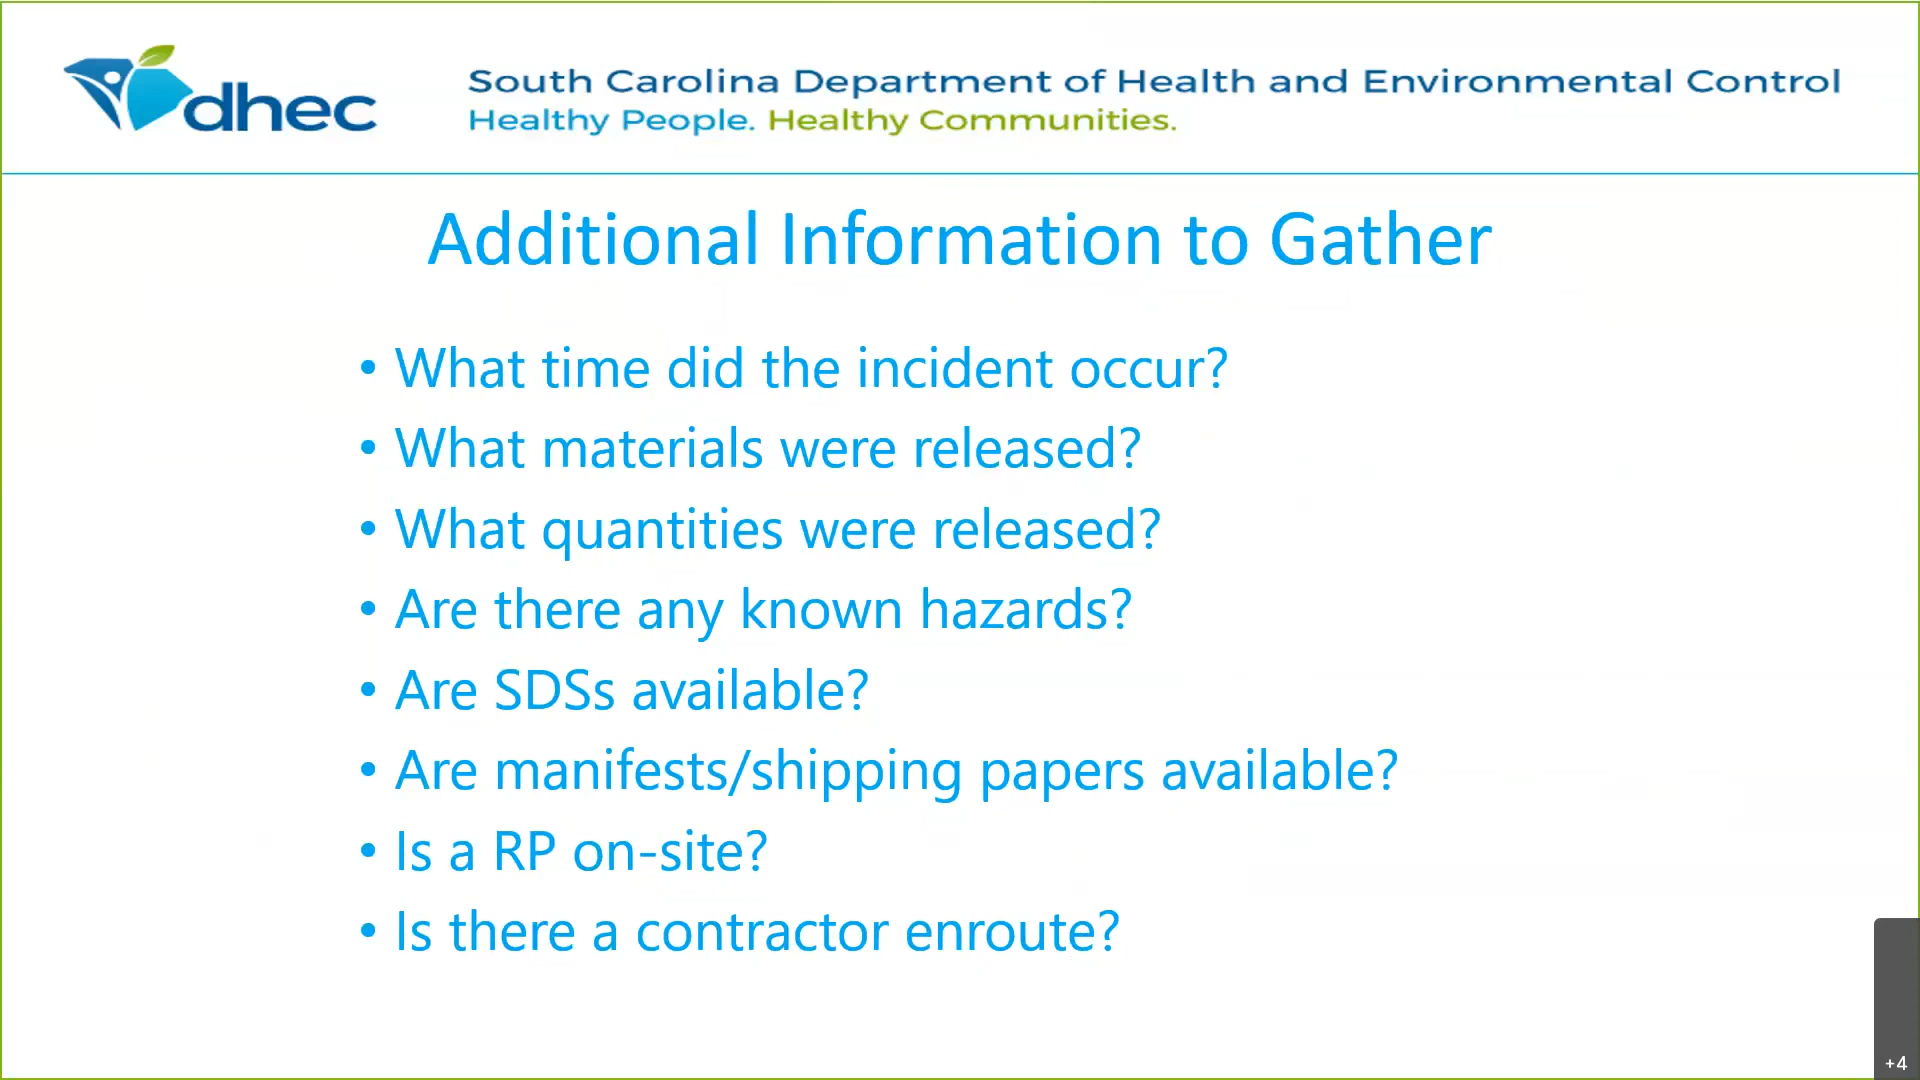 dhec
South Carolina Department of Health and Environmental Control
Healthy People. Healthy Communities.
Additional Information to Gather
• What time did the incident occur?
• What materials were released?
• What quantities were released?
• Are there any known hazards?
• Are SDSs available?
• Are manifests/shipping papers available?
• Is a RP on-site?
• Is there a contractor enroute?
+4